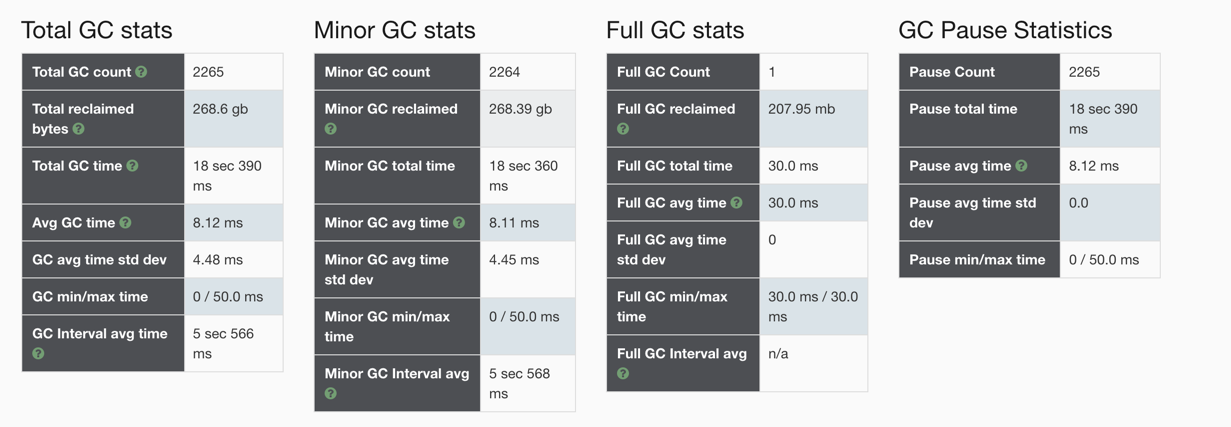 Total GC stats
Total GC count ?
2265
Total reclaimed
bytes ?
268.6 gb
Total GC time ?
18 sec 390
ms
Avg GC time ?
8.12 ms
GC avg time std dev
4.48 ms
GC min/max time
0 / 50.0 ms
GC Interval avg time
?
5 sec 566
ms
Minor GC stats
Minor GC count
2264
Minor GC reclaimed
?
268.39 gb
Minor GC total time
18 sec 360
ms
Minor GC avg time ?
8.11 ms
Minor GC avg time
std dev
4.45 ms
Minor GC min/max
time
0 / 50.0 ms
Minor GC Interval avg
?
5 sec 568
ms
Full GC stats
Full GC Count
1
Full GC reclaimed
?
207.95 mb
Full GC total time
30.0 ms
Full GC avg time ?
30.0 ms
Full GC avg time
std dev
0
Full GC min/max
time
30.0 ms / 30.0
ms
Full GC Interval avg
?
n/a
GC Pause Statistics
Pause Count
2265
Pause total time
18 sec 390
ms
Pause avg time ?
8.12 ms
Pause avg time std
dev
0.0
Pause min/max time
0 / 50.0 ms